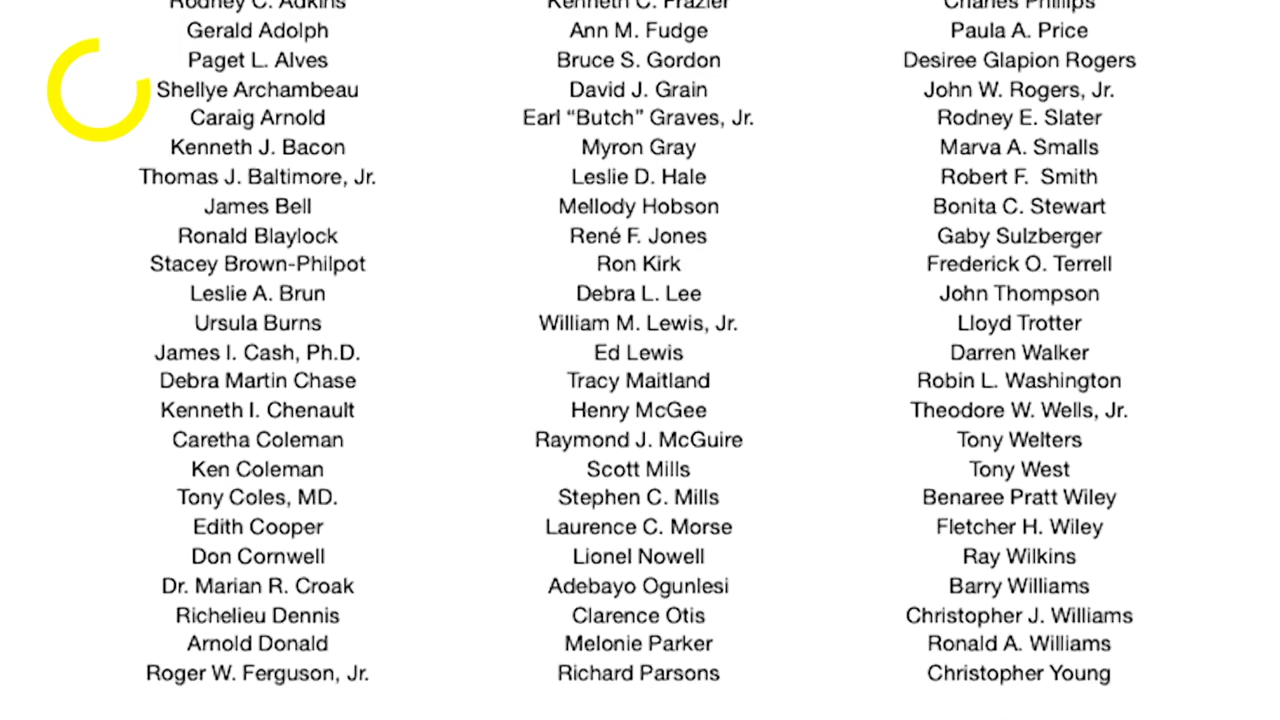 Rodney C. Adkins
Gerald Adolph
Paget L. Alves
Shellye Archambeau
Caraig Arnold
Kenneth J. Bacon
Thomas J. Baltimore, Jr.
James Bell
Ronald Blaylock
Stacey Brown-Philpot
Leslie A. Brun
Ursula Burns
James I. Cash, Ph.D.
Debra Martin Chase
Kenneth I. Chenault
Caretha Coleman
Ken Coleman
Tony Coles, MD.
Edith Cooper
Don Cornwell
Dr. Marian R. Croak
Richelieu Dennis
Arnold Donald
Roger W. Ferguson, Jr.
Kenneth C. Frazier
Ann M. Fudge
Bruce S. Gordon
David J. Grain
Earl “Butch” Graves, Jr.
Myron Gray
Leslie D. Hale
Mellody Hobson
René F. Jones
Ron Kirk
Debra L. Lee
William M. Lewis, Jr.
Ed Lewis
Tracy Maitland
Henry McGee
Raymond J. McGuire
Scott Mills
Stephen C. Mills
Laurence C. Morse
Lionel Nowell
Adebayo Ogunlesi
Clarence Otis
Melonie Parker
Richard Parsons
Charles Phillips
Paula A. Price
Desiree Glapion Rogers
John W. Rogers, Jr.
Rodney E. Slater
Marva A. Smalls
Robert F. Smith
Bonita C. Stewart
Gaby Sulzberger
Frederick O. Terrell
John Thompson
Lloyd Trotter
Darren Walker
Robin L. Washington
Theodore W. Wells, Jr.
Tony Welters
Tony West
Benaree Pratt Wiley
Fletcher H. Wiley
Ray Wilkins
Barry Williams
Christopher J. Williams
Ronald A. Williams
Christopher Young